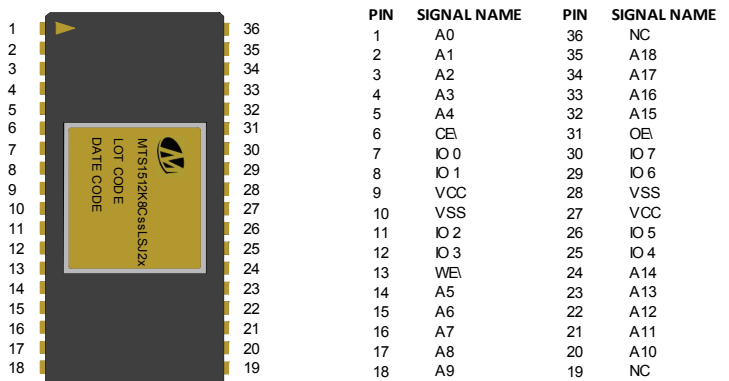 1 36
2 35
3 34
4 33
5 32
6 31
7 30
8 29
9 28
10 27
11 26
12 25
13 24
14 23
15 22
16 21
17 20
18 19
MTS1512K8CssLSJ2x
LOT CODE
DATE CODE
PIN SIGNAL NAME PIN SIGNAL NAME
1 A0 36 NC
2 A1 35 A18
3 A2 34 A17
4 A3 33 A16
5 A4 32 A15
6 CE\ 31 OE\
7 IO 0 30 IO 7
8 IO 1 29 IO 6
9 VCC 28 VSS
10 VSS 27 VCC
11 IO 2 26 IO 5
12 IO 3 25 IO 4
13 WE\ 24 A14
14 A5 23 A13
15 A6 22 A12
16 A7 21 A11
17 A8 20 A10
18 A9 19 NC